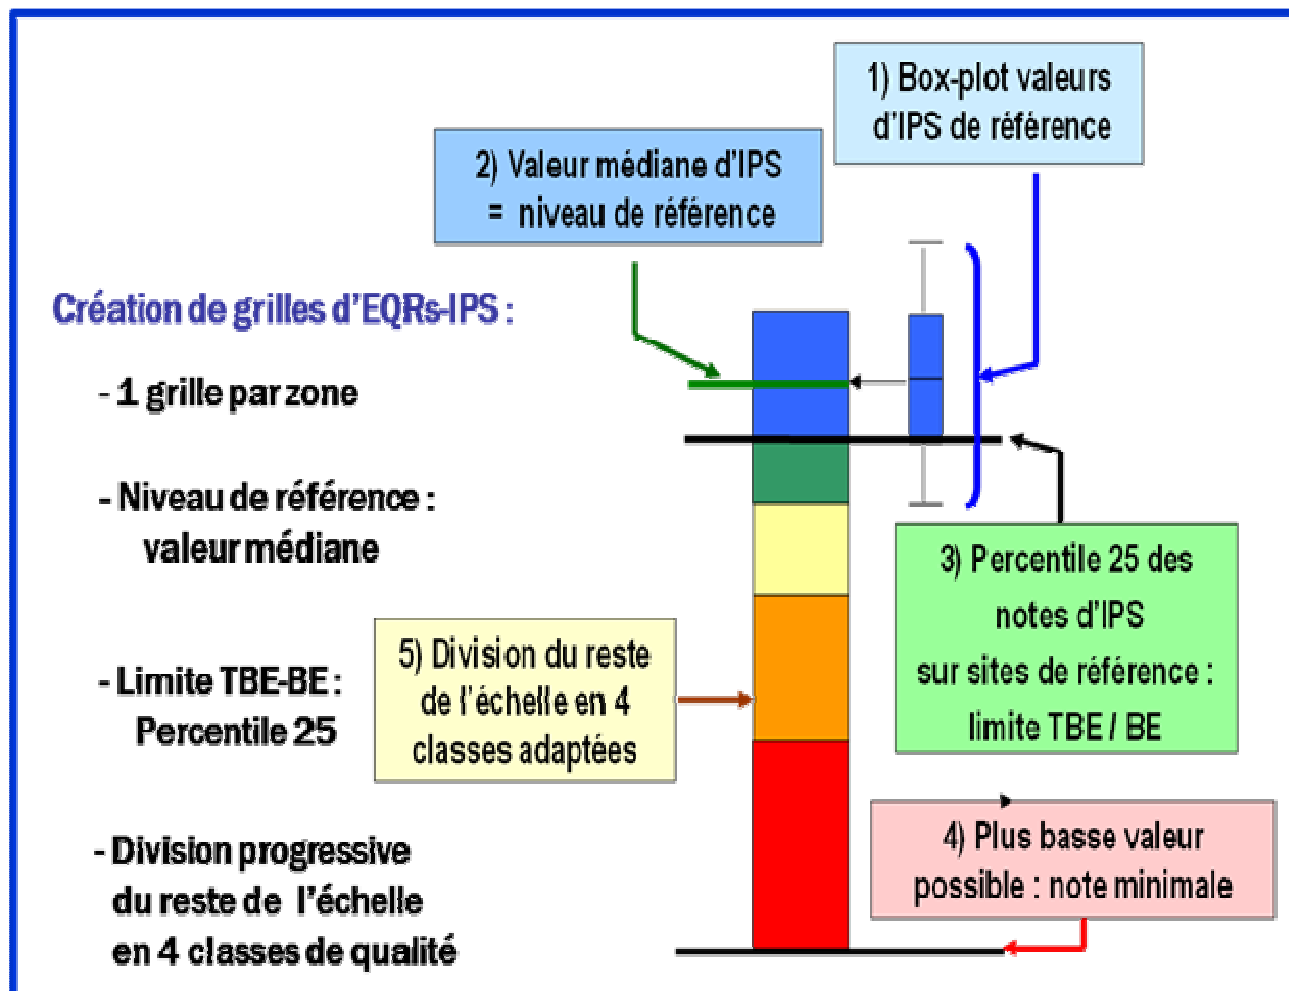 1) Box-plot valeurs
d'IPS de référence
2) Valeur médiane d'IPS
= niveau de référence
Création de grilles d'EQRs-IPS :
- 1 grille par zone
- Niveau de référence :
valeur médiane
- Limite TBE-BE :
Percentile 25
- Division progressive
du reste de l'échelle
en 4 classes de qualité
3) Percentile 25 des
notes d'IPS
sur sites de référence :
limite TBE / BE
5) Division du reste
de l'échelle en 4
classes adaptées
4) Plus basse valeur
possible : note minimale